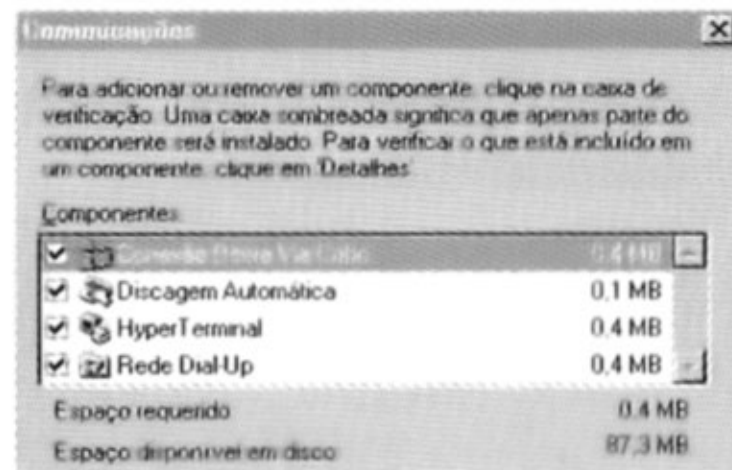 Comunicações
Para adicionar ou remover um componente, clique na caixa de
verificação. Uma caixa sombreada significa que apenas parte do
componente será instalado. Para verificar o que está incluído em
um componente, clique em 'Detalhes'.
Componentes:
Conexão Direta Via Cabo 0,4 MB
Discagem Automática 0,1 MB
HyperTerminal 0,4 MB
Rede Dial-Up 0,4 MB
Espaço requerido 0.4 MB
Espaço disponível em disco 87,3 MB